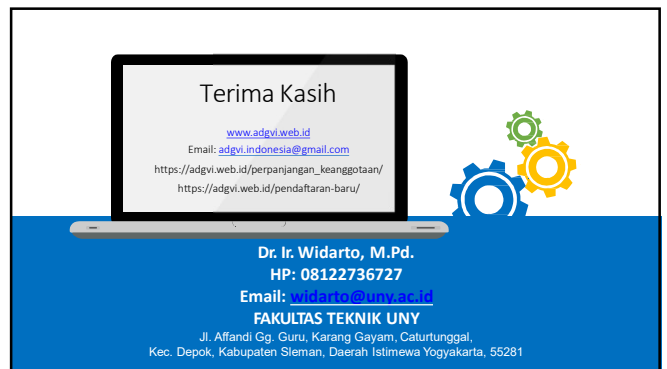 Terima Kasih
www.adgvi.web.id
Email: adgvi.indonesia@gmail.com
https://adgvi.web.id/perpanjangan_keanggotaan/
https://adgvi.web.id/pendaftaran-baru/
Dr. Ir. Widarto, M.Pd.
HP: 08122736727
Email: widarto@uny.ac.id
FAKULTAS TEKNIK UNY
Jl. Affandi Gg. Guru, Karang Gayam, Caturtunggal,
Kec. Depok, Kabupaten Sleman, Daerah Istimewa Yogyakarta, 55281